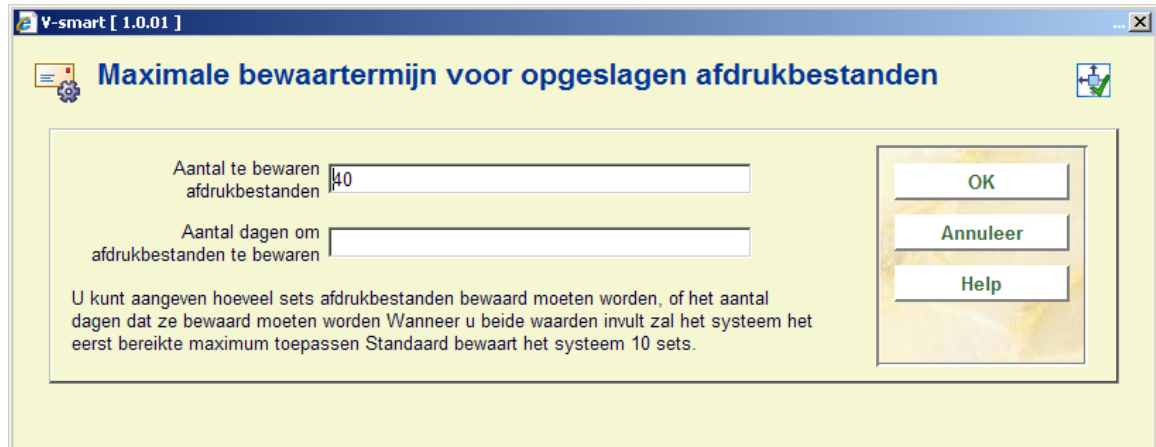 V-smart [ 1.0.01 ]
...
Maximale bewaartermijn voor opgeslagen afdrukbestanden
Aantal te bewaren
afdrukbestanden
40
Aantal dagen om
afdrukbestanden te bewaren
U kunt aangeven hoeveel sets afdrukbestanden bewaard moeten worden, of het aantal
dagen dat ze bewaard moeten worden Wanneer u beide waarden invult zal het systeem het
eerst bereikte maximum toepassen Standaard bewaart het systeem 10 sets.
OK
Annuleer
Help